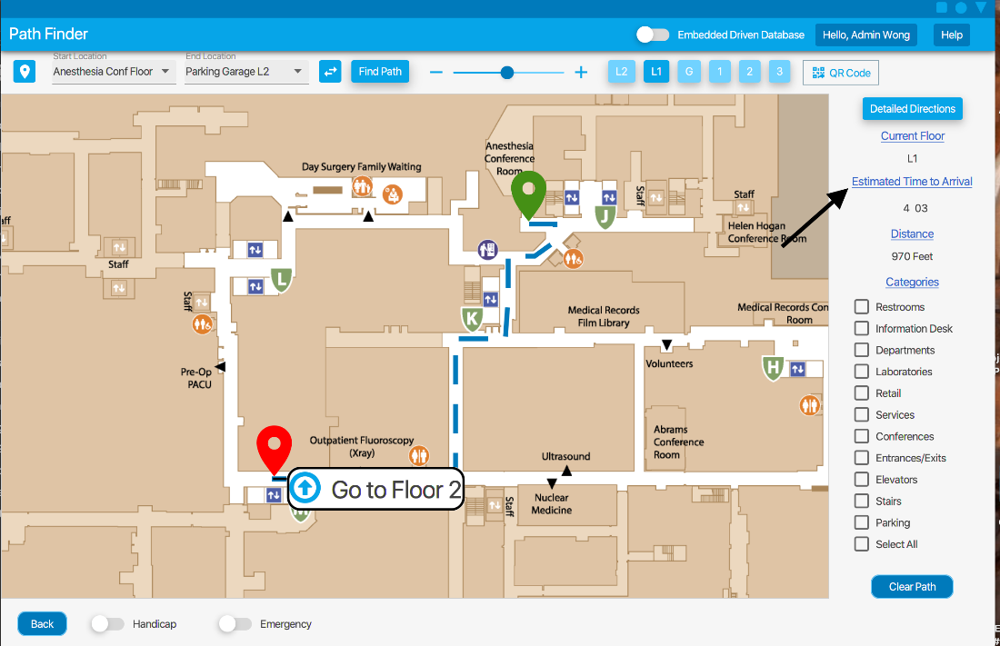 Path Finder
Embedded Driven Database
Hello, Admin Wong
Help
Start Location
Anesthesia Conf Floor
End Location
Parking Garage L2
Find Path
L2
L1
G
1
2
3
QR Code
Day Surgery Family Waiting
Anesthesia
Conference
Room
Staff
J
Staff
Helen Hogan
Conference Room
Staff
L
Staff
K
Medical Records
Film Library
Medical Records Con
Room
Pre-Op
PACU
Volunteers
H
Outpatient Fluoroscopy
(Xray)
Abrams
Conference
Room
Ultrasound
Go to Floor 2
Nuclear
Medicine
Staff
Detailed Directions
Current Floor
L1
Estimated Time to Arrival
4 03
Distance
970 Feet
Categories
Restrooms
Information Desk
Departments
Laboratories
Retail
Services
Conferences
Entrances/Exits
Elevators
Stairs
Parking
Select All
Clear Path
Back
Handicap
Emergency